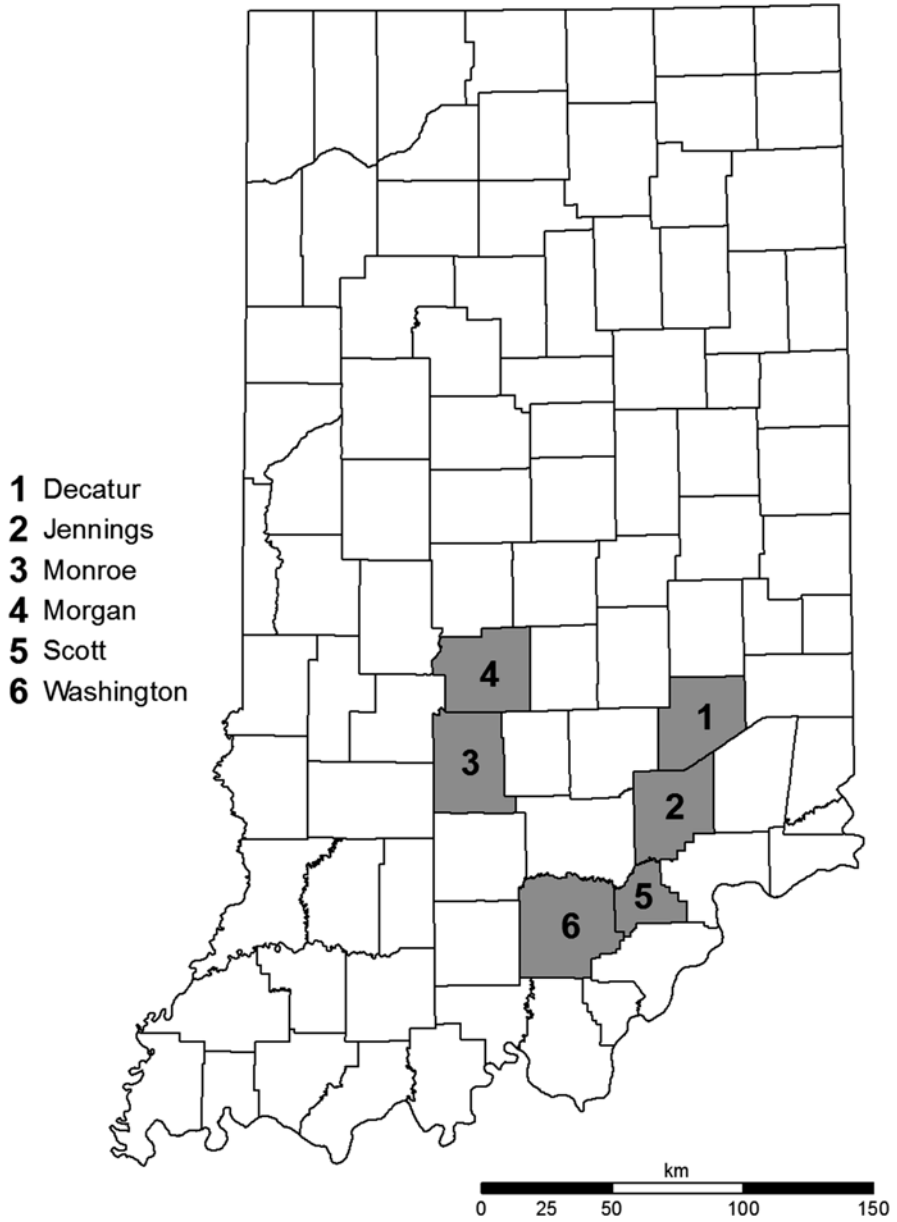 1 Decatur
2 Jennings
3 Monroe
4 Morgan
5 Scott
6 Washington
4
1
3
2
5
6
km
0 25 50 100 150